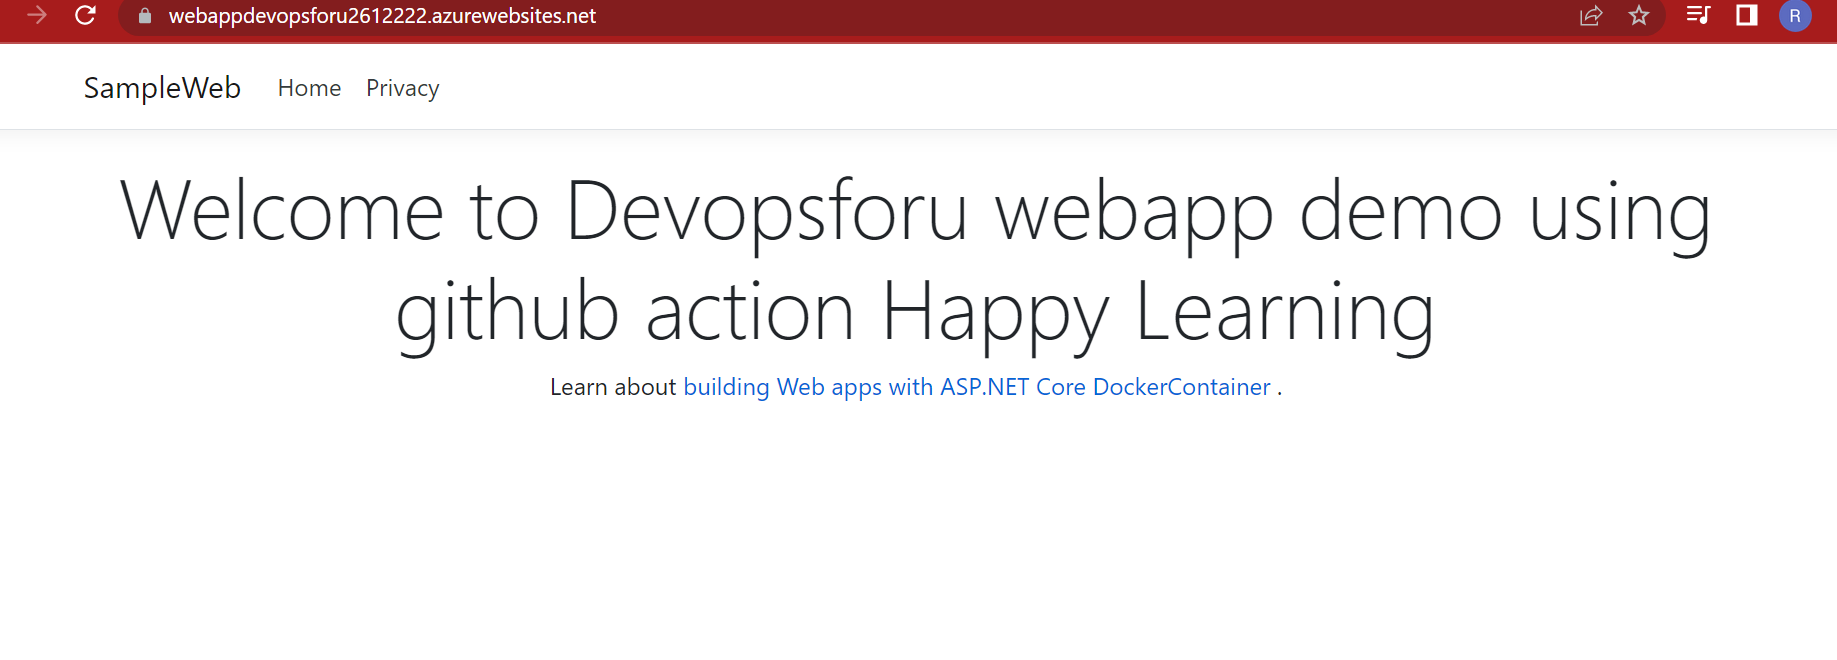 webappdevopsforu2612222.azurewebsites.net
R
SampleWeb Home Privacy
Welcome to Devopsforu webapp demo using
github action Happy Learning
Learn about building Web apps with ASP.NET Core DockerContainer .